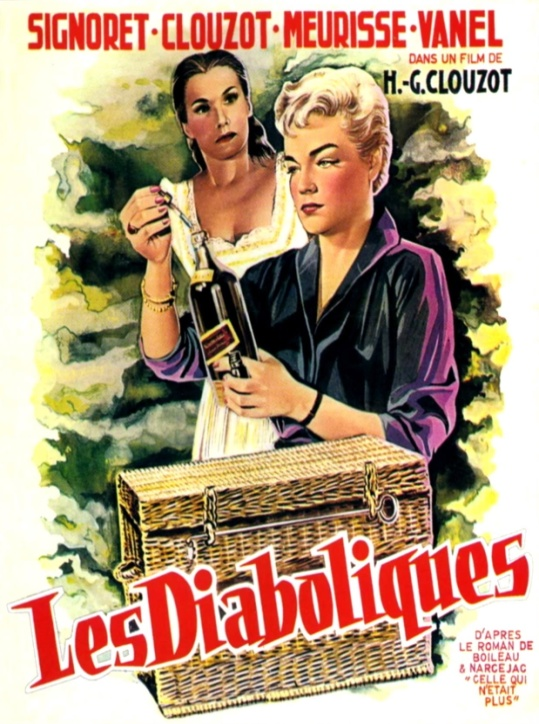 SIGNORET·CLOUZOT·MEURISSE·VANEL
DANS UN FILM DE
H.-G.CLOUZOT
Les Diaboliques
D'APRES
LE ROMAN DE
BOILEAU
& NARCEJAC
"CELLE QUI
N'ETAIT
PLUS"